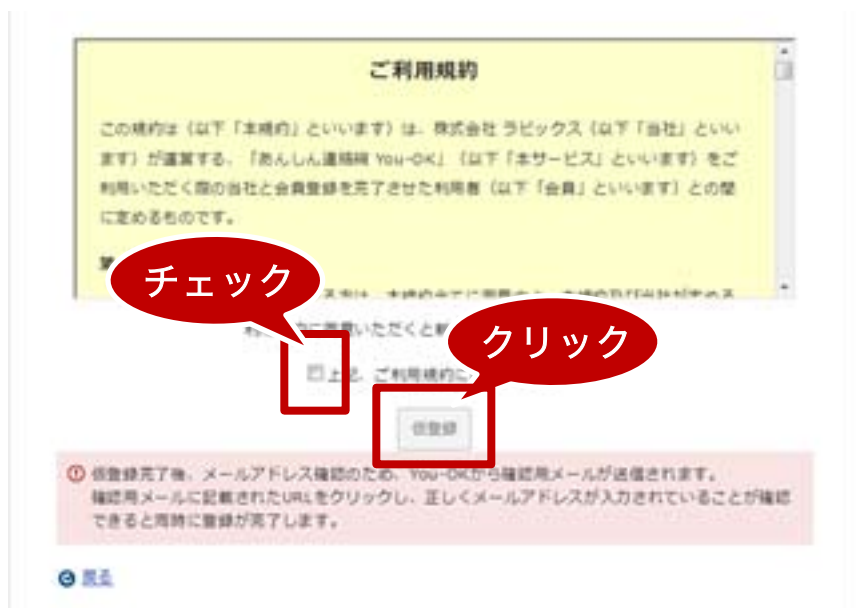 ご利用規約
この規約は（以下「本規約」といいます）は、株式会社 ラビックス（以下「当社」といい
ます）が運営する、「あんしん連絡網 You-OK」（以下「本サービス」といいます）をご
利用いただく際の当社と会員登録を完了させた利用者（以下「会員」といいます）との間
に定めるものです。
チェック
いただくと
クリック
上記、ご利用規約に
仮登録
仮登録完了後、メールアドレス確認のため、You-OKから確認用メールが送信されます。
確認用メールに記載されたURLをクリックし、正しくメールアドレスが入力されていることが確認
できると同時に登録が完了します。
戻る